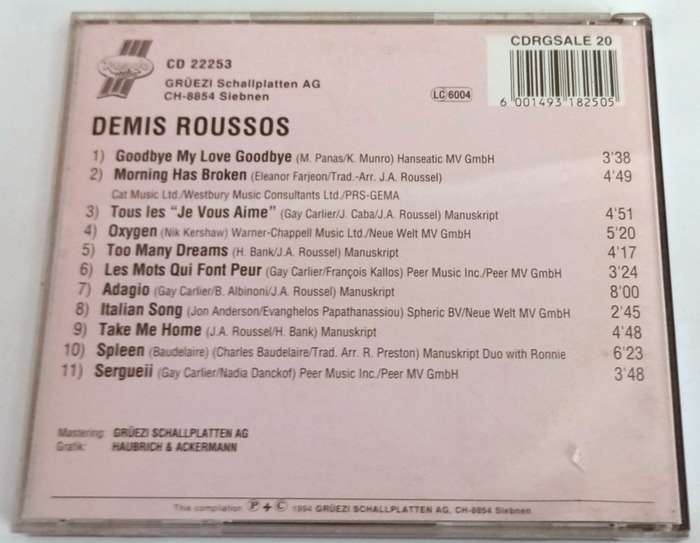 CD 22253
GRÜEZI Schallplatten AG
CH-8854 Siebnen
LC 6004
CDRGSALE 20
6 001493 182505
DEMIS ROUSSOS
1) Goodbye My Love Goodbye (M. Panas/K. Munro) Hanseatic MV GmbH 3'38
2) Morning Has Broken (Eleanor Farjeon/Trad.-Arr. J.A. Roussel) 4'49
Cat Music Ltd./Westbury Music Consultants Ltd./PRS-GEMA
3) Tous les "Je Vous Aime" (Gay Carlier/J. Caba/J.A. Roussel) Manuskript 4'51
4) Oxygen (Nik Kershaw) Warner-Chappell Music Ltd./Neue Welt MV GmbH 5'20
5) Too Many Dreams (H. Bank/J.A. Roussel) Manuskript 4'17
6) Les Mots Qui Font Peur (Gay Carlier/François Kallos) Peer Music Inc./Peer MV GmbH 3'24
7) Adagio (Gay Carlier/B. Albinoni/J.A. Roussel) Manuskript 8'00
8) Italian Song (Jon Anderson/Evanghelos Papathanassiou) Spheric BV/Neue Welt MV GmbH 2'45
9) Take Me Home (J.A. Roussel/H. Bank) Manuskript 4'48
10) Spleen (Baudelaire) (Charles Baudelaire/Trad. Arr. R. Preston) Manuskript Duo with Ronnie 6'23
11) Sergueii (Gay Carlier/Nadia Danckof) Peer Music Inc./Peer MV GmbH 3'48
Mastering: GRÜEZI SCHALLPLATTEN AG
Grafik: HAUBRICH & ACKERMANN
This compilation ℗ + © 1994 GRÜEZI SCHALLPLATTEN AG, CH-8854 Siebnen